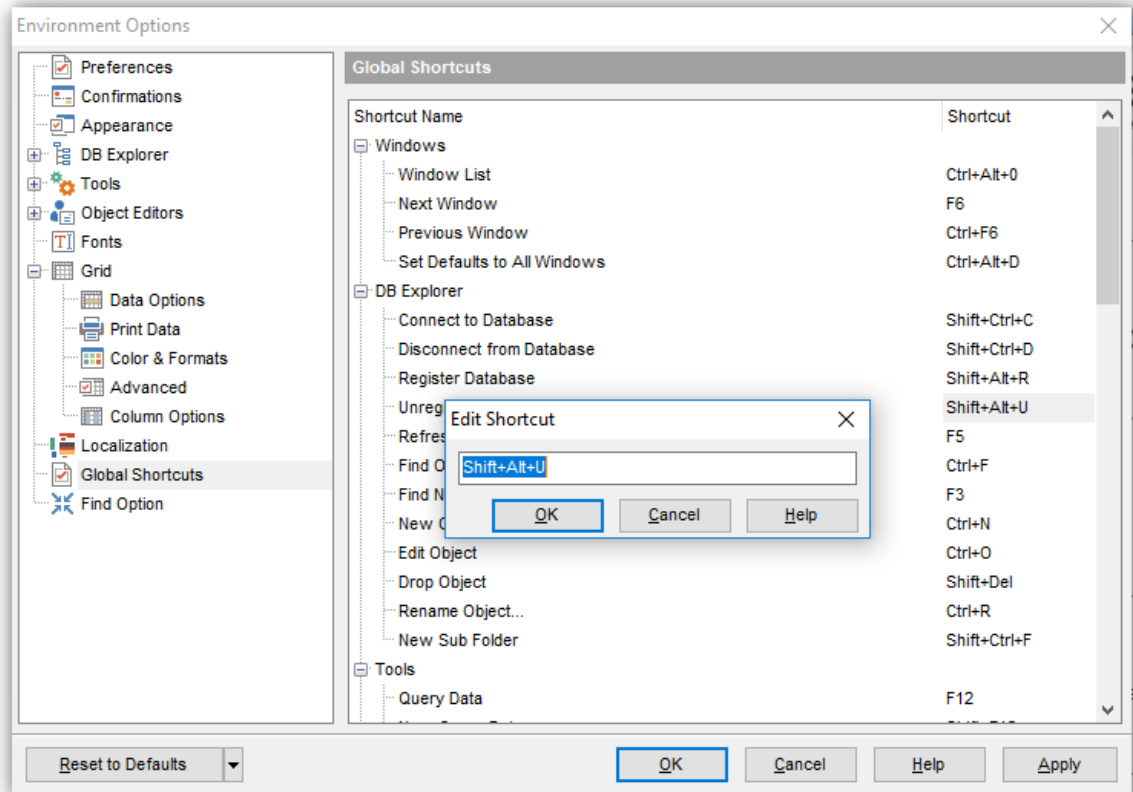 Environment Options
Preferences
Confirmations
Appearance
DB Explorer
Tools
Object Editors
Fonts
Grid
Data Options
Print Data
Color & Formats
Advanced
Column Options
Localization
Global Shortcuts
Find Option
Global Shortcuts
Shortcut Name Shortcut
Windows
Window List Ctrl+Alt+0
Next Window F6
Previous Window Ctrl+F6
Set Defaults to All Windows Ctrl+Alt+D
DB Explorer
Connect to Database Shift+Ctrl+C
Disconnect from Database Shift+Ctrl+D
Register Database Shift+Alt+R
Unreg Shift+Alt+U
Refres F5
Find O Ctrl+F
Find N F3
New Ctrl+N
Edit Object Ctrl+O
Drop Object Shift+Del
Rename Object... Ctrl+R
New Sub Folder Shift+Ctrl+F
Tools
Query Data F12
Edit Shortcut
Shift+Alt+U
OK Cancel Help
Reset to Defaults OK Cancel Help Apply